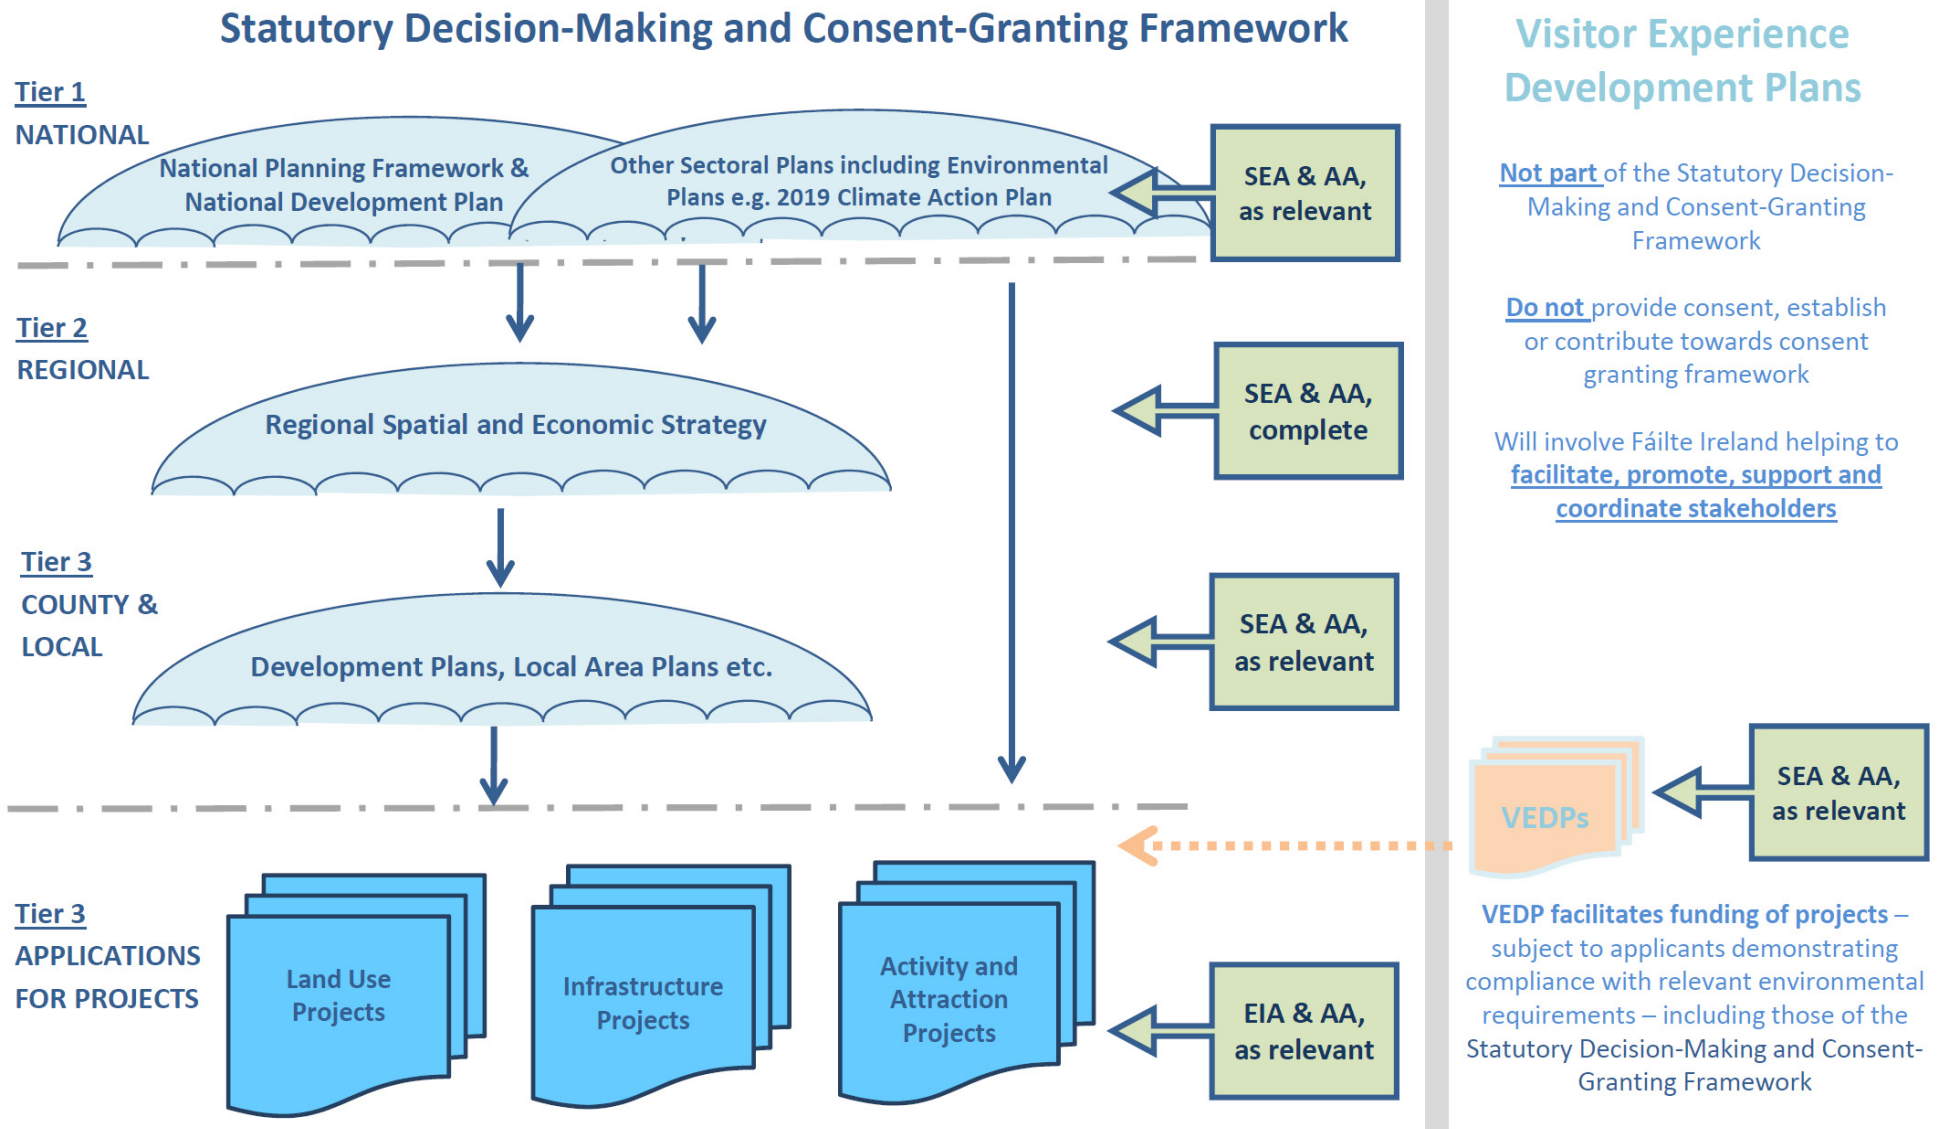 Statutory Decision-Making and Consent-Granting Framework
Tier 1
NATIONAL
National Planning Framework &
National Development Plan
Other Sectoral Plans including Environmental
Plans e.g. 2019 Climate Action Plan
SEA & AA,
as relevant
Tier 2
REGIONAL
Regional Spatial and Economic Strategy
SEA & AA,
complete
Tier 3
COUNTY &
LOCAL
Development Plans, Local Area Plans etc.
SEA & AA,
as relevant
Tier 3
APPLICATIONS
FOR PROJECTS
Land Use
Projects
Infrastructure
Projects
Activity and
Attraction
Projects
EIA & AA,
as relevant
Visitor Experience
Development Plans
Not part of the Statutory Decision-
Making and Consent-Granting
Framework
Do not provide consent, establish
or contribute towards consent
granting framework
Will involve Fáilte Ireland helping to
facilitate, promote, support and
coordinate stakeholders
VEDPs
SEA & AA,
as relevant
VEDP facilitates funding of projects –
subject to applicants demonstrating
compliance with relevant environmental
requirements – including those of the
Statutory Decision-Making and Consent-
Granting Framework